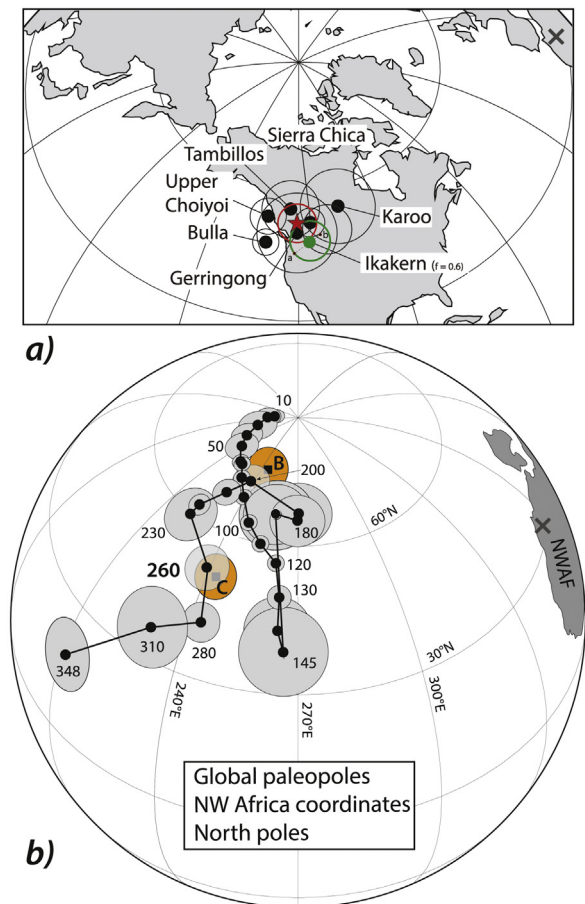 Sierra Chica
Tambillos
Upper
Choiyoi
Karoo
Bulla
b
a
Ikakern (f = 0.6)
Gerringong
a)
10
50
B
200
60°N
230
100
180
NWAF
260
120
C
130
30°N
348
310
280
145
240°E
270°E
300°E
Global paleopoles
NW Africa coordinates
North poles
b)